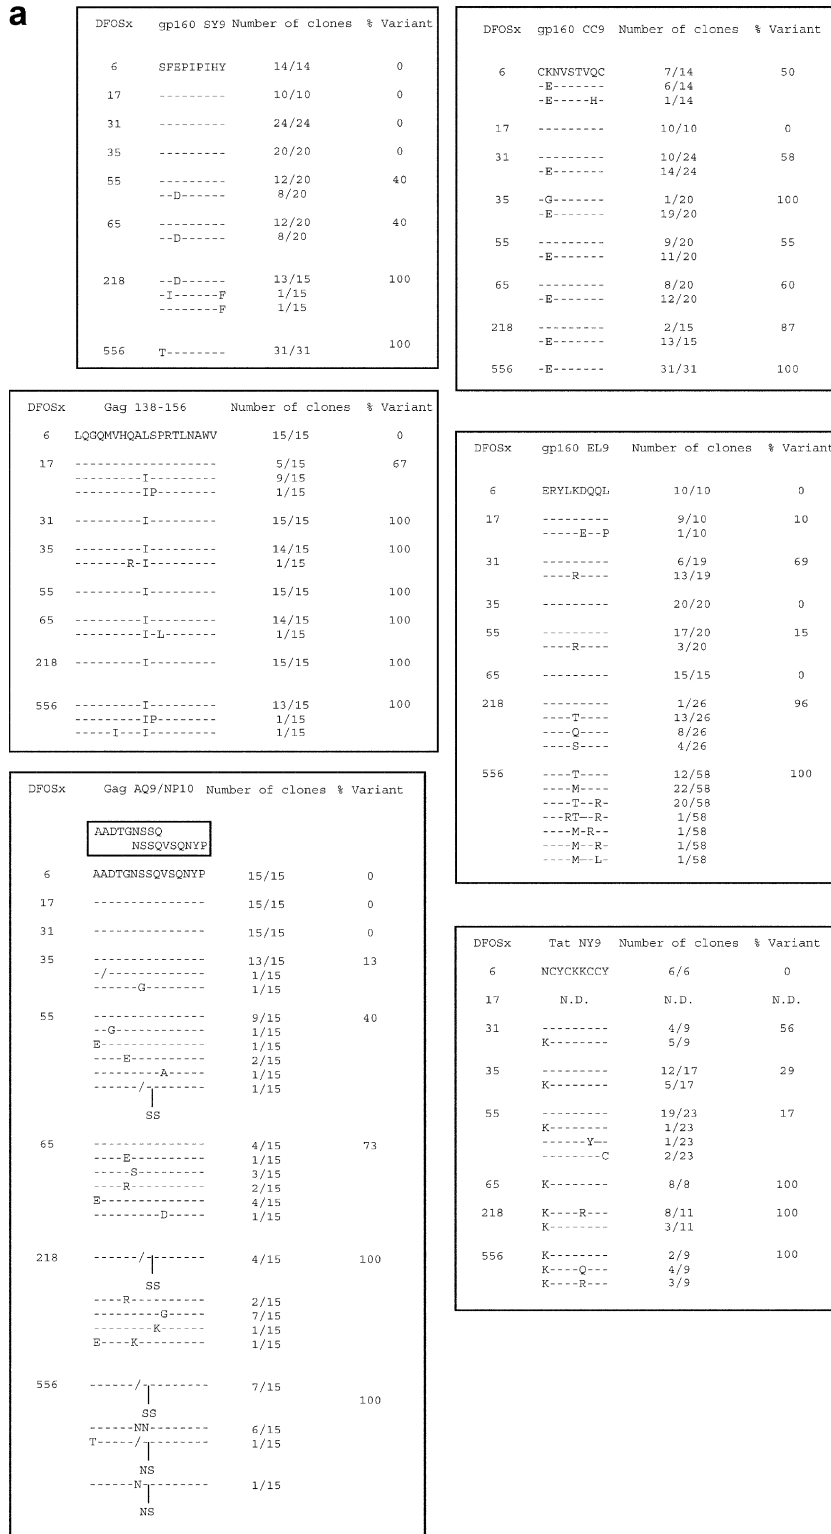 a
DFOSx gp160 SY9 Number of clones % Variant
6 SFEPIPIHY 14/14 0
17 --------- 10/10 0
31 --------- 24/24 0
35 --------- 20/20 0
55 --------- 12/20 40
--D------ 8/20
65 --------- 12/20 40
--D------ 8/20
218 --D------ 13/15 100
-I------F 1/15
--------F 1/15
556 T-------- 31/31 100
DFOSx gp160 CC9 Number of clones % Variant
6 CKNVSTVQC 7/14 50
-E------- 6/14
-E-----H- 1/14
17 --------- 10/10 0
31 --------- 10/24 58
-E------- 14/24
35 -G------- 1/20 100
-E------- 19/20
55 --------- 9/20 55
-E------- 11/20
65 --------- 8/20 60
-E------- 12/20
218 --------- 2/15 87
-E------- 13/15
556 -E------- 31/31 100
DFOSx Gag 138-156 Number of clones % Variant
6 LQGQMVHQALSPRTLNAWV 15/15 0
17 ------------------- 5/15 67
---------I--------- 9/15
---------IP-------- 1/15
31 ---------I--------- 15/15 100
35 ---------I--------- 14/15 100
-------R-I--------- 1/15
55 ---------I--------- 15/15 100
65 ---------I--------- 14/15 100
---------I-L------- 1/15
218 ---------I--------- 15/15 100
556 ---------I--------- 13/15 100
---------IP-------- 1/15
-----I---I--------- 1/15
DFOSx gp160 EL9 Number of clones % Variant
6 ERYLKDQQL 10/10 0
17 --------- 9/10 10
-----E--P 1/10
31 --------- 6/19 69
----R---- 13/19
35 --------- 20/20 0
55 --------- 17/20 15
----R---- 3/20
65 --------- 15/15 0
218 --------- 1/26 96
----T---- 13/26
----Q---- 8/26
----S---- 4/26
556 ----T---- 12/58 100
----M---- 22/58
----T--R- 20/58
---RT--R- 1/58
----M-R-- 1/58
----M--R- 1/58
----M--L- 1/58
DFOSx Gag AQ9/NP10 Number of clones % Variant
AADTGNSSQ
NSSQVSQNYP
6 AADTGNSSQVSQNYP 15/15 0
17 --------------- 15/15 0
31 --------------- 15/15 0
35 --------------- 13/15 13
-/------------- 1/15
------G-------- 1/15
55 --------------- 9/15 40
--G------------ 1/15
E-------------- 1/15
----E---------- 2/15
---------A----- 1/15
------/-------- 1/15
SS
65 --------------- 4/15 73
----E---------- 1/15
-----S--------- 3/15
----R---------- 2/15
E-------------- 4/15
---------D----- 1/15
218 ------/-------- 4/15 100
SS
----R---------- 2/15
---------G----- 7/15
--------K------ 1/15
E----K--------- 1/15
556 ------/-------- 7/15
100
SS
------NN------- 6/15
T-----/-------- 1/15
NS
------N-------- 1/15
NS
DFOSx Tat NY9 Number of clones % Variant
6 NCYCKKCCY 6/6 0
17 N.D. N.D. N.D.
31 --------- 4/9 56
K-------- 5/9
35 --------- 12/17 29
K-------- 5/17
55 --------- 19/23 17
K-------- 1/23
------Y-- 1/23
--------C 2/23
65 K-------- 8/8 100
218 K----R--- 8/11 100
K-------- 3/11
556 K-------- 2/9 100
K----Q--- 4/9
K----R--- 3/9